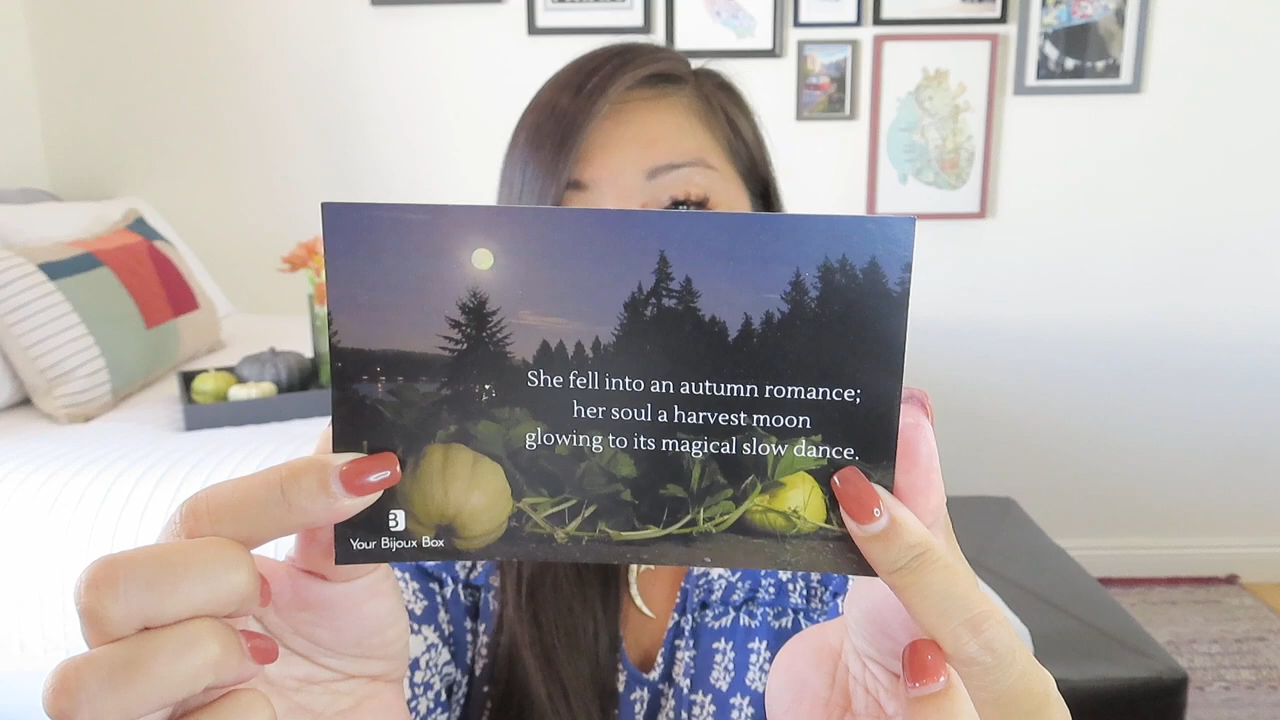 She fell into an autumn romance;
her soul a harvest moon
glowing to its magical slow dance.
B
Your Bijoux Box